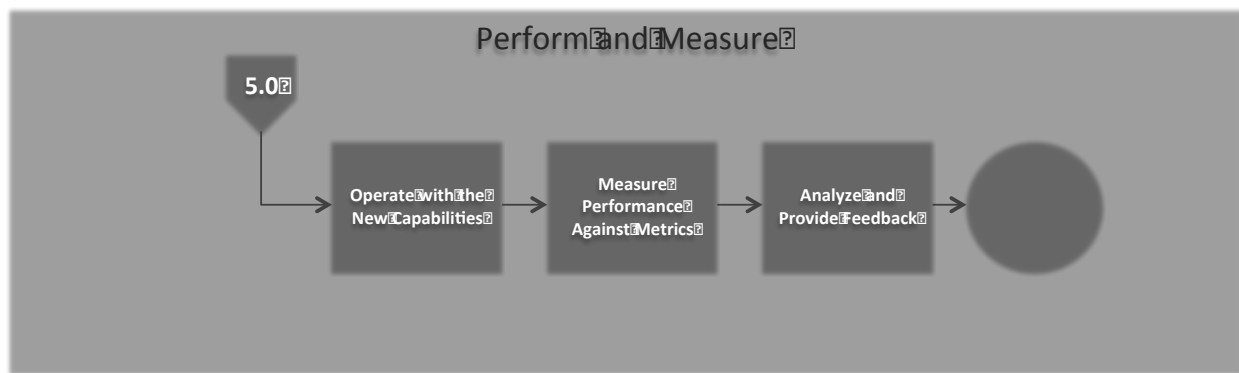 Perform and Measure
5.0
Operate with the
New Capabilities
Measure
Performance
Against Metrics
Analyze and
Provide Feedback